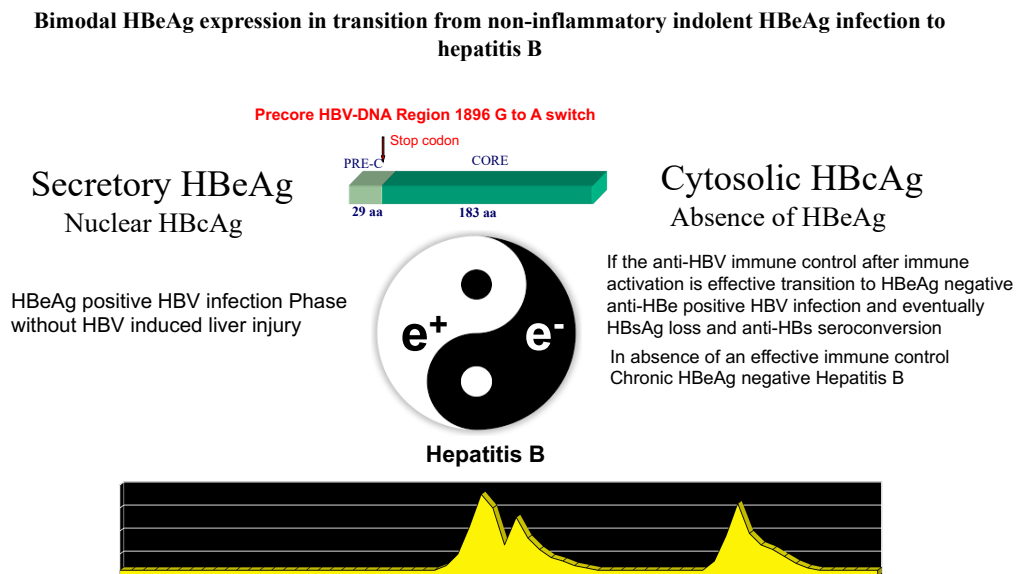 Bimodal HBeAg expression in transition from non-inflammatory indolent HBeAg infection to
hepatitis B
Precore HBV-DNA Region 1896 G to A switch
Stop codon
PRE-C
CORE
29 aa
183 aa
Secretory HBeAg
Nuclear HBcAg
Cytosolic HBcAg
Absence of HBeAg
HBeAg positive HBV infection Phase
without HBV induced liver injury
e+
e-
If the anti-HBV immune control after immune
activation is effective transition to HBeAg negative
anti-HBe positive HBV infection and eventually
HBsAg loss and anti-HBs seroconversion
In absence of an effective immune control
Chronic HBeAg negative Hepatitis B
Hepatitis B